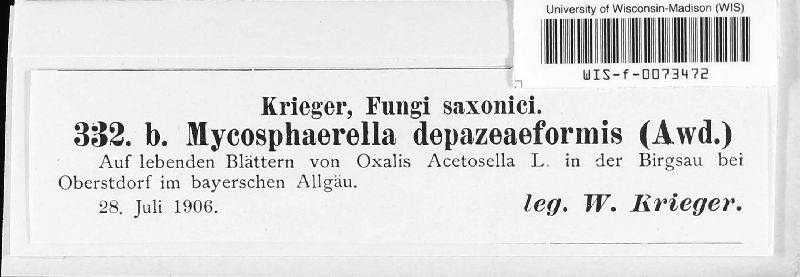 University of Wisconsin-Madison (WIS)
WIS-f-0073472
Krieger, Fungi saxonici.
332. b. Mycosphaerella depazeaeformis (Awd.)
Auf lebenden Blättern von Oxalis Acetosella L. in der Birgsau bei
Oberstdorf im bayerschen Allgäu.
28. Juli 1906.
leg. W. Krieger.